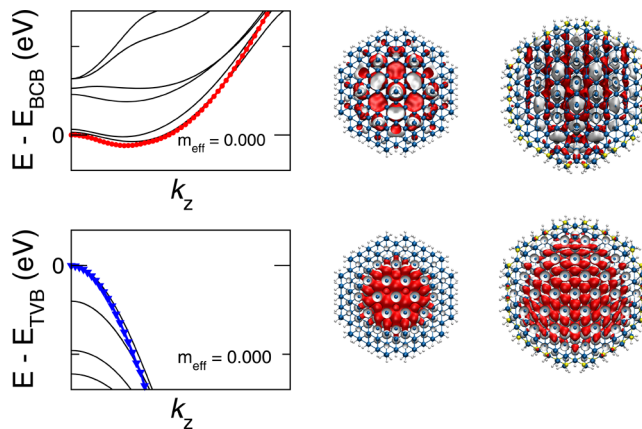 E - E_BCB (eV)
0
m_eff = 0.000
k_z
E - E_TVB (eV)
0
m_eff = 0.000
k_z